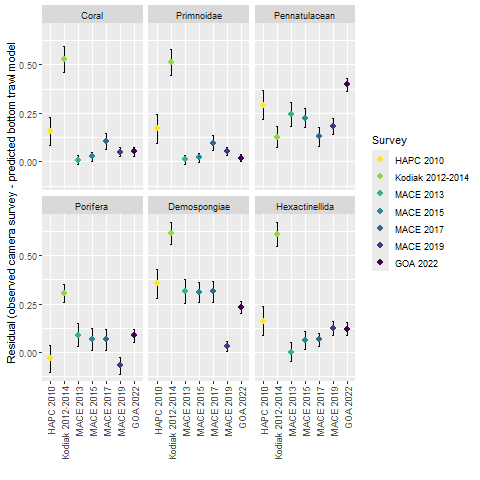 Coral
Primnoidae
Pennatulacean
0.50
0.25
0.00
Residual (observed camera survey - predicted bottom trawl model
Porifera
Demospongiae
Hexactinellida
0.50
0.25
0.00
HAPC 2010
Kodiak 2012-2014
MACE 2013
MACE 2015
MACE 2017
MACE 2019
GOA 2022
HAPC 2010
Kodiak 2012-2014
MACE 2013
MACE 2015
MACE 2017
MACE 2019
GOA 2022
HAPC 2010
Kodiak 2012-2014
MACE 2013
MACE 2015
MACE 2017
MACE 2019
GOA 2022
Survey
HAPC 2010
Kodiak 2012-2014
MACE 2013
MACE 2015
MACE 2017
MACE 2019
GOA 2022